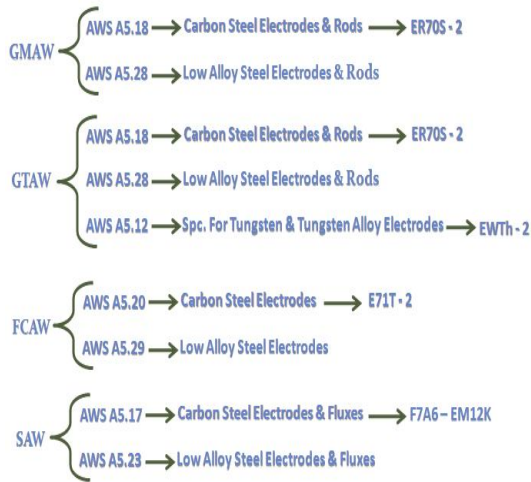 AWS A5.18 Carbon Steel Electrodes & Rods ER70S - 2
GMAW
AWS A5.28 Low Alloy Steel Electrodes & Rods
AWS A5.18 Carbon Steel Electrodes & Rods ER70S - 2
GTAW AWS A5.28 Low Alloy Steel Electrodes & Rods
AWS A5.12 Spc. For Tungsten & Tungsten Alloy Electrodes EWTh - 2
AWS A5.20 Carbon Steel Electrodes E71T - 2
FCAW
AWS A5.29 Low Alloy Steel Electrodes
AWS A5.17 Carbon Steel Electrodes & Fluxes F7A6 – EM12K
SAW
AWS A5.23 Low Alloy Steel Electrodes & Fluxes